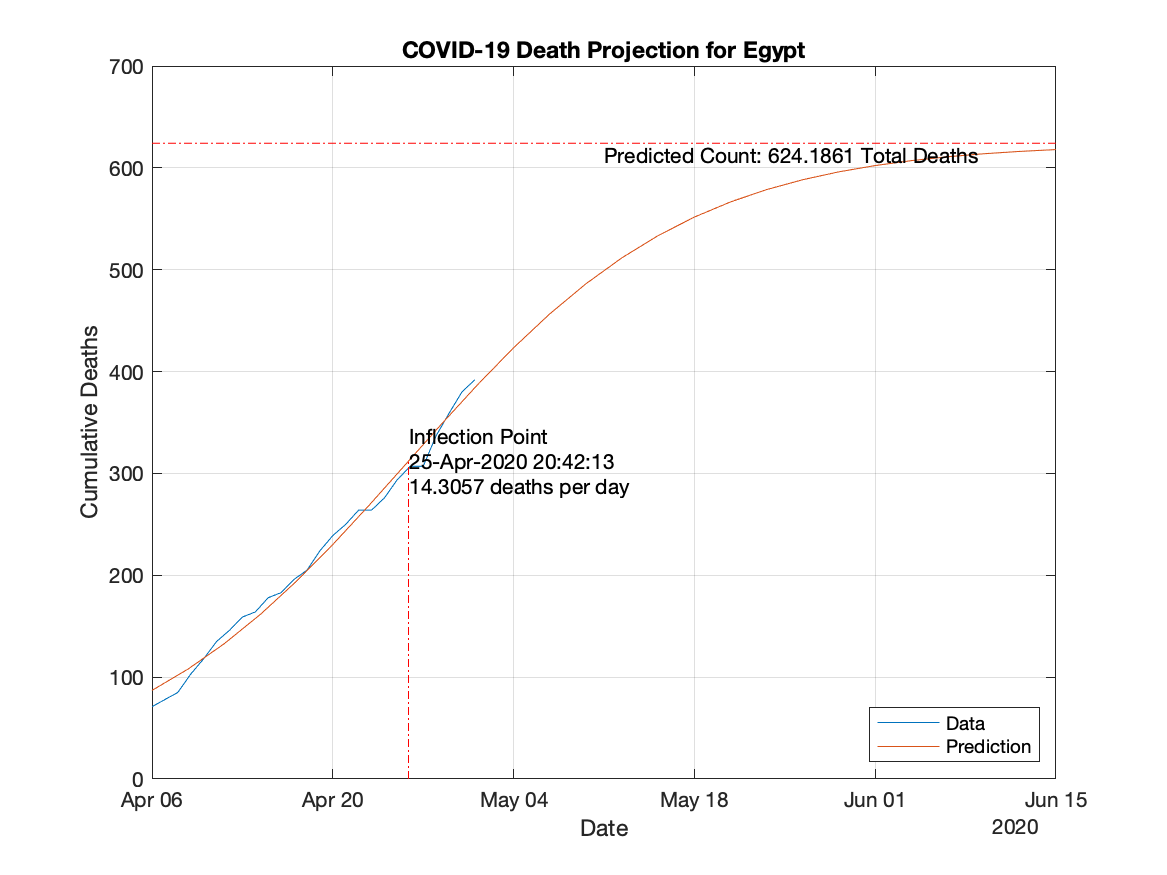 COVID-19 Death Projection for Egypt
700
600
500
400
300
200
100
0
Cumulative Deaths
Predicted Count: 624.1861 Total Deaths
Inflection Point
25-Apr-2020 20:42:13
14.3057 deaths per day
Data
Prediction
Apr 06 Apr 20 May 04 May 18 Jun 01 Jun 15
Date
2020